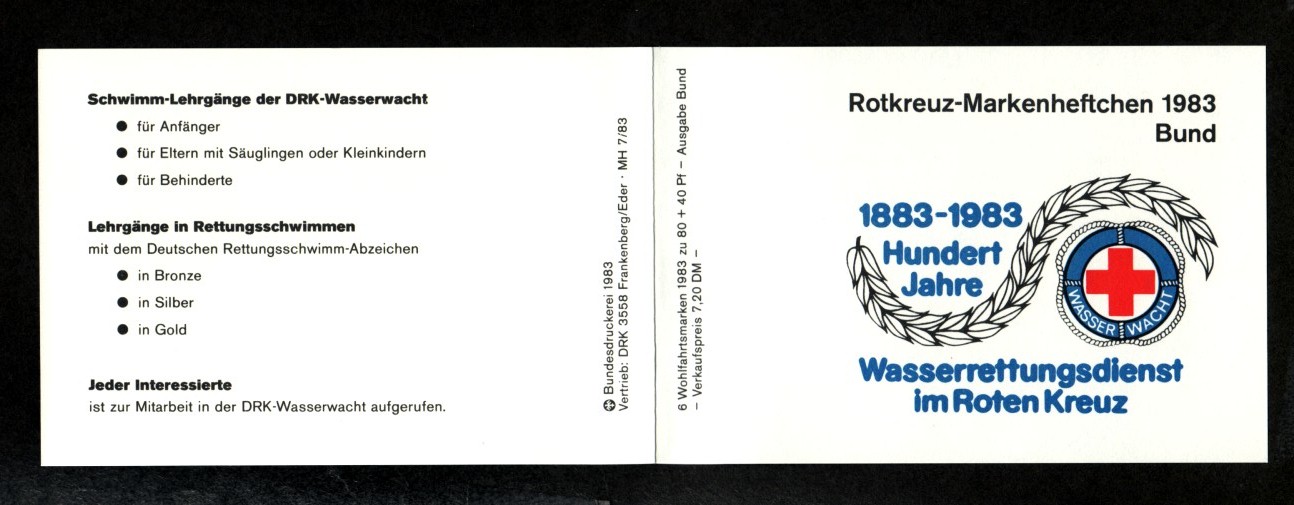 Schwimm-Lehrgänge der DRK-Wasserwacht
● für Anfänger
● für Eltern mit Säuglingen oder Kleinkindern
● für Behinderte
Lehrgänge in Rettungsschwimmen
mit dem Deutschen Rettungsschwimm-Abzeichen
● in Bronze
● in Silber
● in Gold
Jeder Interessierte
ist zur Mitarbeit in der DRK-Wasserwacht aufgerufen.
Bundesdruckerei 1983
Vertrieb: DRK 3558 Frankenberg/Eder · MH 7/83
6 Wohlfahrtsmarken 1983 zu 80 + 40 Pf – Ausgabe Bund
– Verkaufspreis 7,20 DM –
Rotkreuz-Markenheftchen 1983
Bund
1883-1983
Hundert
Jahre
WASSER WACHT
Wasserrettungsdienst
im Roten Kreuz